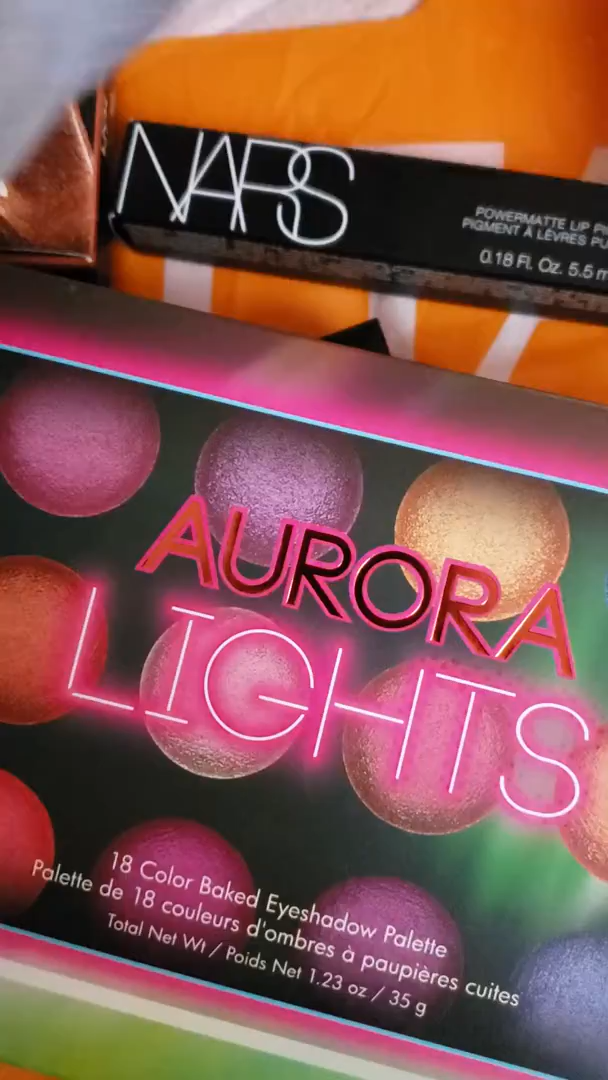 NARS
POWERMATTE LIP
PIGMENT À LÈVRES
0.18 Fl. Oz. 5.5
AURORA
LIGHTS
18 Color Baked Eyeshadow Palette
Palette de 18 couleurs d'ombres à paupières cuites
Total Net Wt / Poids Net 1.23 oz / 35 g